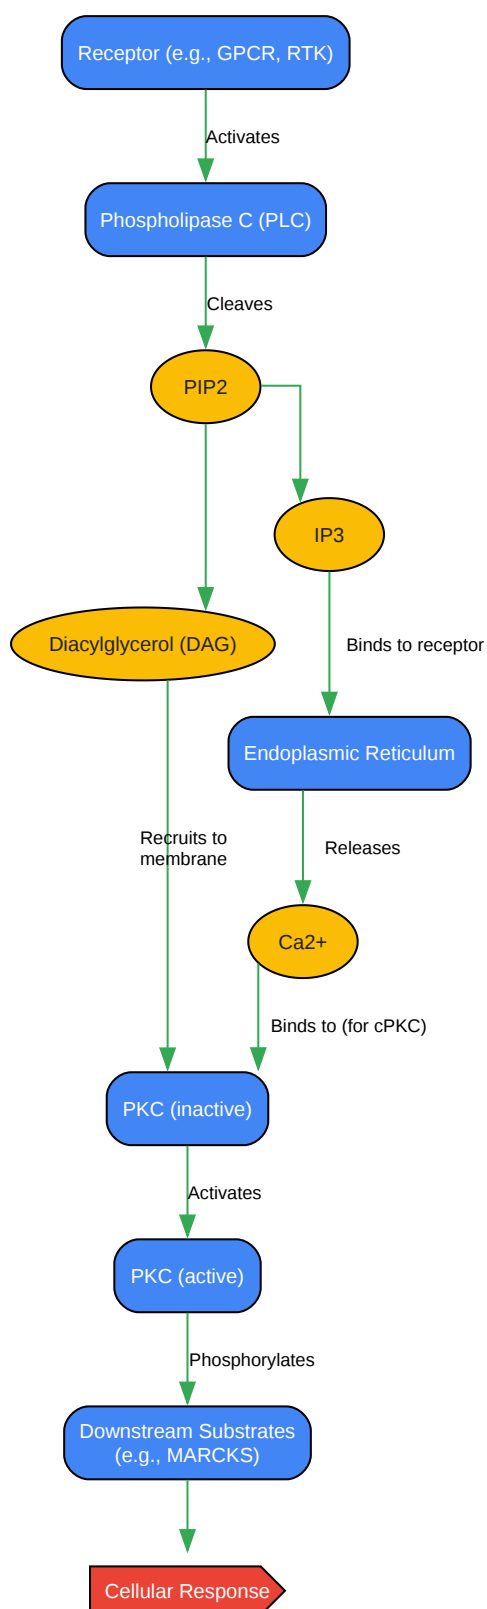 Receptor (e.g., GPCR, RTK)
Activates
Phospholipase C (PLC)
Cleaves
PIP2
IP3
Diacylglycerol (DAG)
Binds to receptor
Endoplasmic Reticulum
Recruits to
membrane
Releases
Ca2+
Binds to (for cPKC)
PKC (inactive)
Activates
PKC (active)
Phosphorylates
Downstream Substrates
(e.g., MARCKS)
Cellular Response